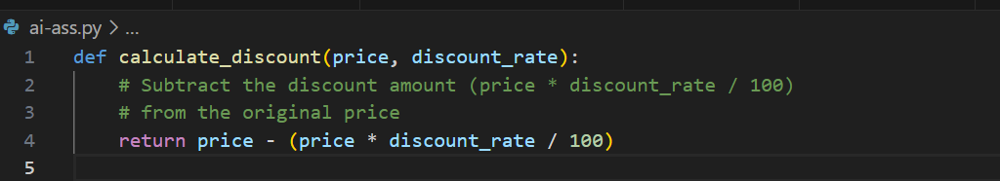 ai-ass.py > ...
1 def calculate_discount(price, discount_rate):
2     # Subtract the discount amount (price * discount_rate / 100)
3     # from the original price
4     return price - (price * discount_rate / 100)
5